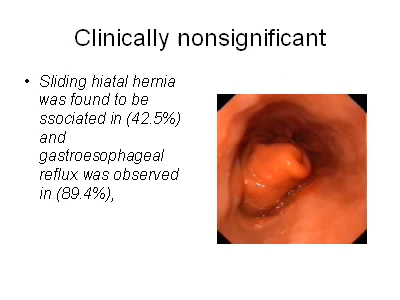 Clinically nonsignificant
• Sliding hiatal hernia
was found to be
ssociated in (42.5%)
and
gastroesophageal
reflux was observed
in (89.4%),